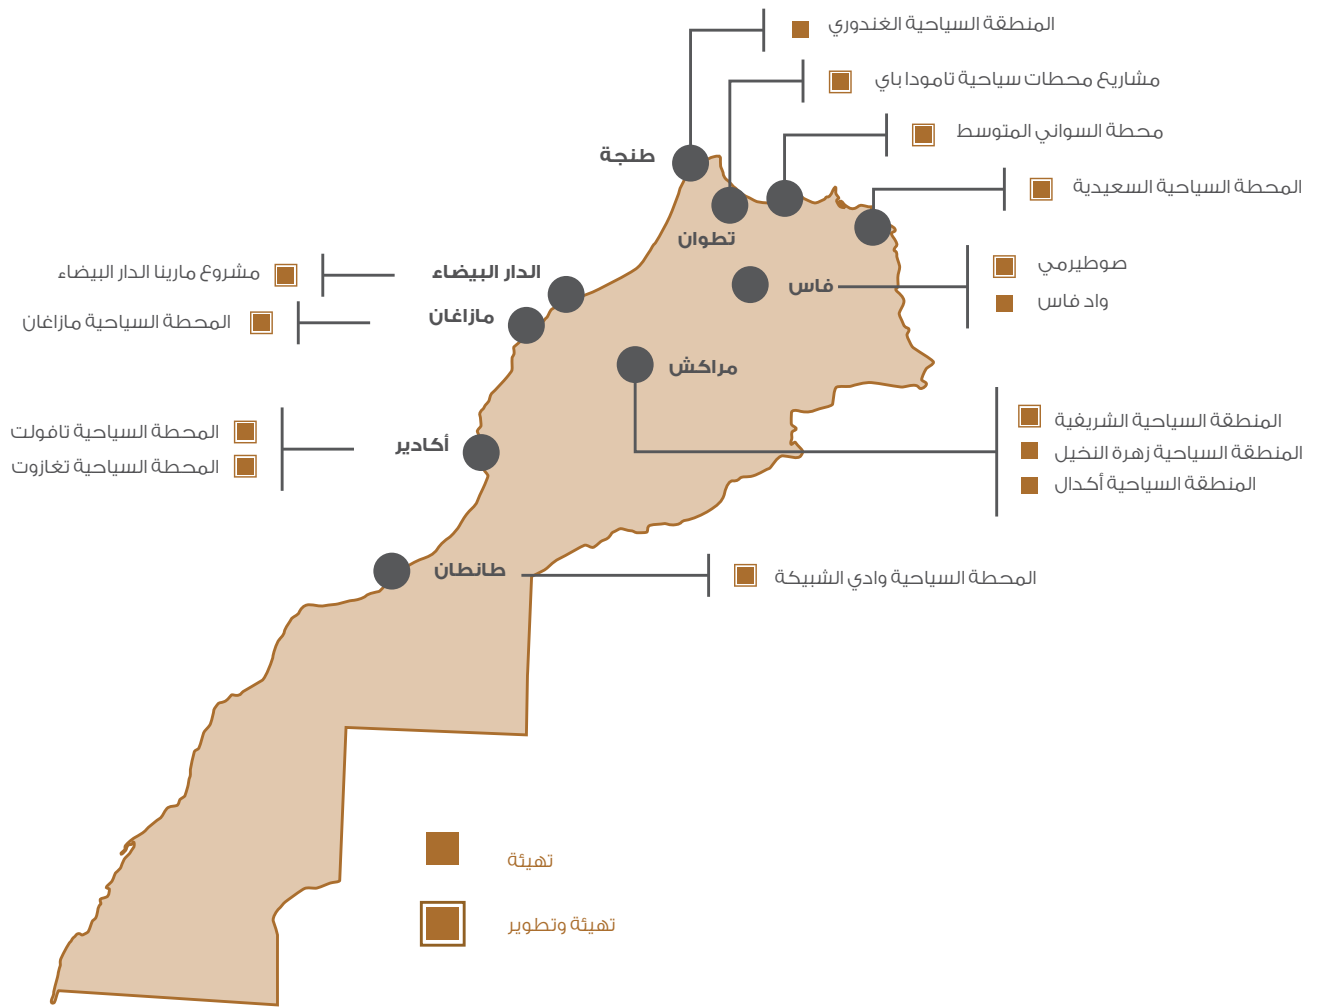 المنطقة السياحية الغندوري
مشاريع محطات سياحية تامودا باي
محطة السواني المتوسط
طنجة
المحطة السياحية السعيدية
تطوان
صوطيرمي
الدار البيضاء
مشروع مارينا الدار البيضاء
فاس
واد فاس
مازاغان
المحطة السياحية مازاغان
مراكش
المنطقة السياحية الشريفية
المنطقة السياحية زهرة النخيل
المنطقة السياحية أكدال
أكادير
المحطة السياحية تافولت
المحطة السياحية تغازوت
طانطان
المحطة السياحية وادي الشبيكة
تهيئة
تهيئة وتطوير